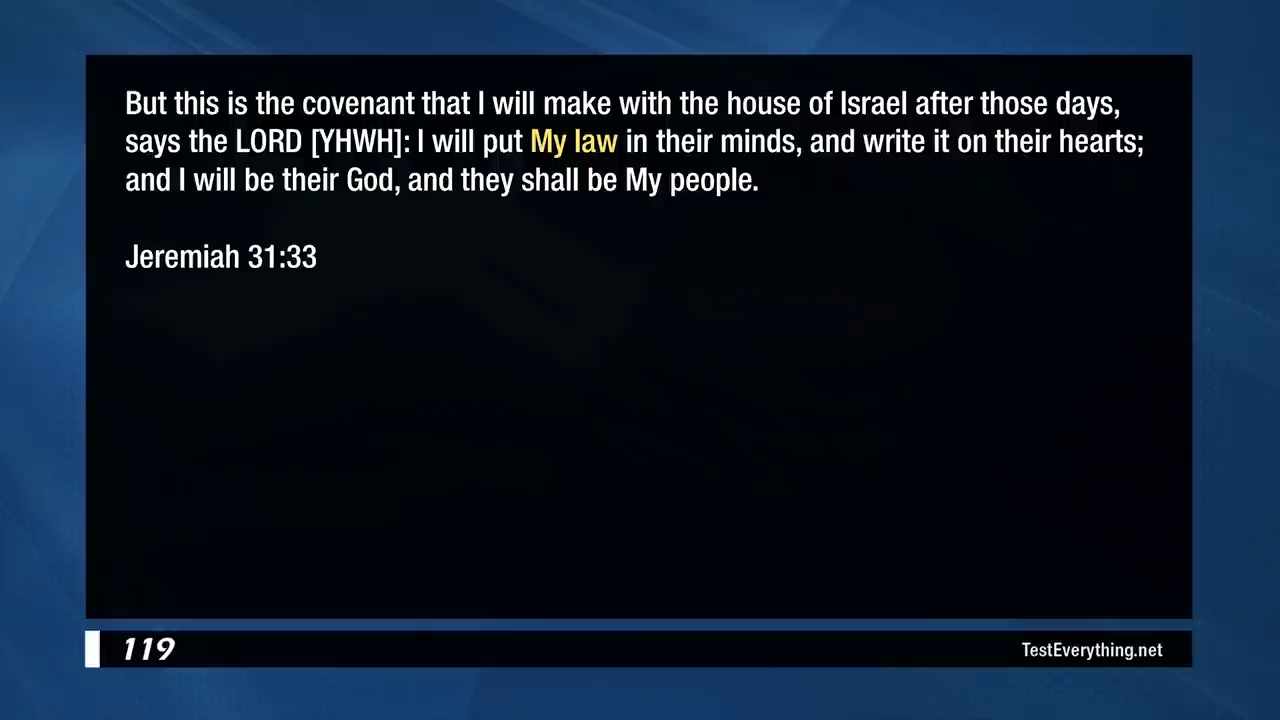 But this is the covenant that I will make with the house of Israel after those days,
says the LORD [YHWH]: I will put My law in their minds, and write it on their hearts;
and I will be their God, and they shall be My people.
Jeremiah 31:33
119
TestEverything.net